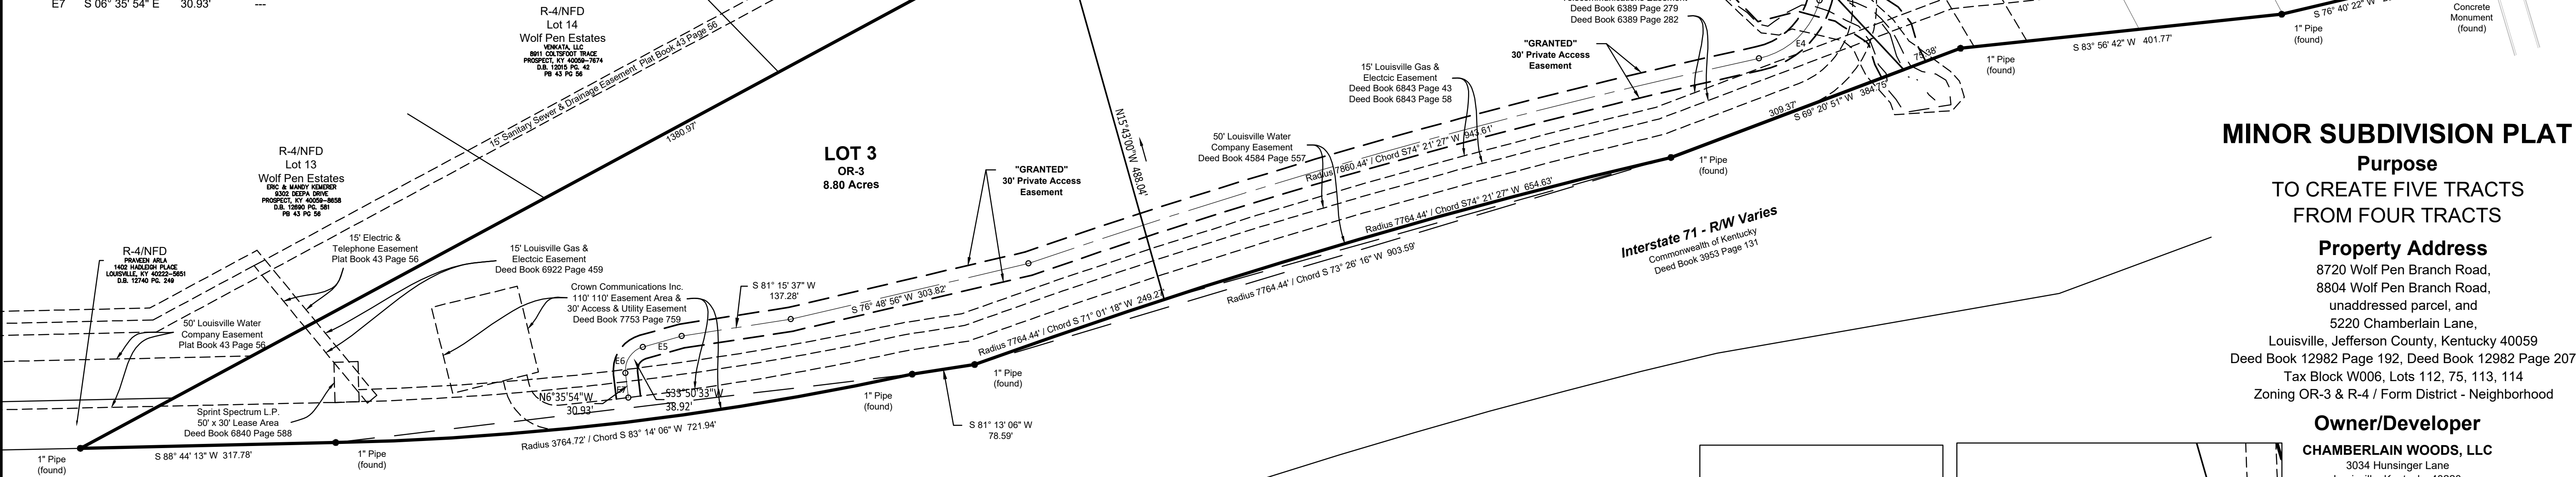 E7 S 06° 35' 54" E 30.93' ---
R-4/NFD
Lot 14
Wolf Pen Estates
VENKATA, LLC
8911 COLTSFOOT TRACE
PROSPECT, KY 40059-7674
D.B. 12015 PG. 42
PB 43 PG 56
15' Sanitary Sewer & Drainage Easement Plat Book 43 Page 56
1380.97'
R-4/NFD
Lot 13
Wolf Pen Estates
ERIC & MANDY KEMERER
9302 DEEPA DRIVE
PROSPECT, KY 40059-8658
D.B. 12690 PG. 581
PB 43 PG 56
R-4/NFD
PRAVEEN ARLA
1402 HADLEIGH PLACE
LOUISVILLE, KY 40222-5651
D.B. 12740 PG. 249
15' Electric &
Telephone Easement
Plat Book 43 Page 56
15' Louisville Gas &
Electcic Easement
Deed Book 6922 Page 459
Crown Communications Inc.
110' 110' Easement Area &
30' Access & Utility Easement
Deed Book 7753 Page 759
50' Louisville Water
Company Easement
Plat Book 43 Page 56
Sprint Spectrum L.P.
50' x 30' Lease Area
Deed Book 6840 Page 588
1" Pipe
(found)
S 88° 44' 13" W 317.78'
1" Pipe
(found)
Radius 3764.72' / Chord S 83° 14' 06" W 721.94'
N6°35'54"W
30.93'
S33°50'33"W
38.92'
E7
E6
E5
S 81° 15' 37" W
137.28'
S 76° 48' 56" W 303.82'
1" Pipe
(found)
S 81° 13' 06" W
78.59'
1" Pipe
(found)
LOT 3
OR-3
8.80 Acres
"GRANTED"
30' Private Access
Easement
N15°43'00"W 488.04'
Radius 7764.44' / Chord S 71° 01' 18" W 249.27'
Radius 7764.44' / Chord S 73° 26' 16" W 903.59'
Radius 7764.44' / Chord S74° 21' 27" W 654.63'
Radius 7860.44' / Chord S74° 21' 27" W 943.61'
50' Louisville Water
Company Easement
Deed Book 4584 Page 557
15' Louisville Gas &
Electcic Easement
Deed Book 6843 Page 43
Deed Book 6843 Page 58
"GRANTED"
30' Private Access
Easement
Deed Book 6389 Page 279
Deed Book 6389 Page 282
E4
1" Pipe
(found)
309.37'
S 69° 20' 51" W 384.75'
75.38'
1" Pipe
(found)
S 83° 56' 42" W 401.77'
1" Pipe
(found)
S 76° 40' 22" W
Concrete
Monument
(found)
Interstate 71 - R/W Varies
Commonwealth of Kentucky
Deed Book 3953 Page 131
MINOR SUBDIVISION PLAT
Purpose
TO CREATE FIVE TRACTS
FROM FOUR TRACTS
Property Address
8720 Wolf Pen Branch Road,
8804 Wolf Pen Branch Road,
unaddressed parcel, and
5220 Chamberlain Lane,
Louisville, Jefferson County, Kentucky 40059
Deed Book 12982 Page 192, Deed Book 12982 Page 207
Tax Block W006, Lots 112, 75, 113, 114
Zoning OR-3 & R-4 / Form District - Neighborhood
Owner/Developer
CHAMBERLAIN WOODS, LLC
3034 Hunsinger Lane